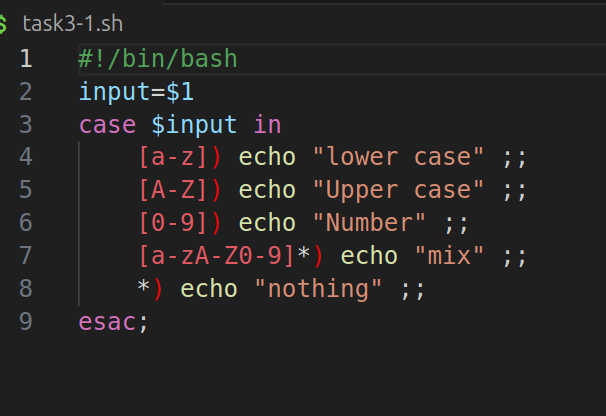 $ task3-1.sh
1 #!/bin/bash
2 input=$1
3 case $input in
4 [a-z]) echo "lower case" ;;
5 [A-Z]) echo "Upper case" ;;
6 [0-9]) echo "Number" ;;
7 [a-zA-Z0-9]*) echo "mix" ;;
8 *) echo "nothing" ;;
9 esac;